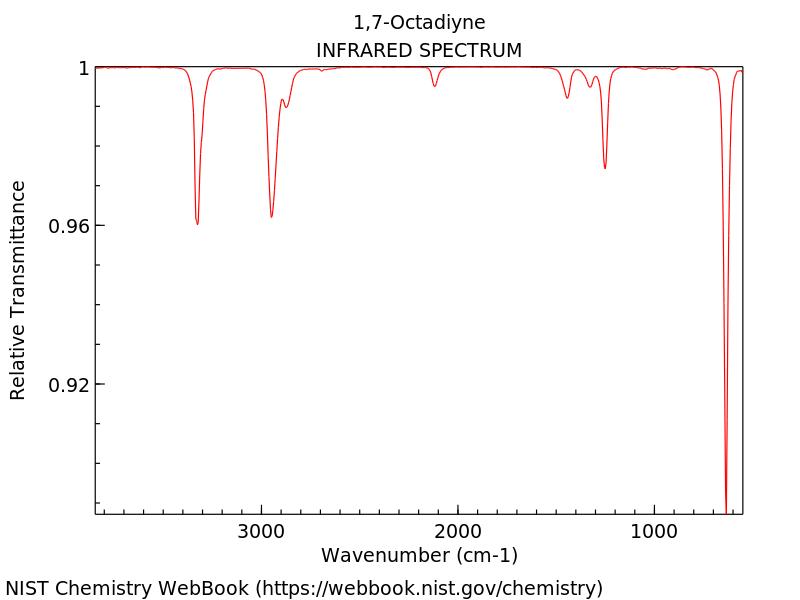 1,7-Octadiyne
INFRARED SPECTRUM
1
0.96
0.92
Relative Transmittance
3000 2000 1000
Wavenumber (cm-1)
NIST Chemistry WebBook (https://webbook.nist.gov/chemistry)